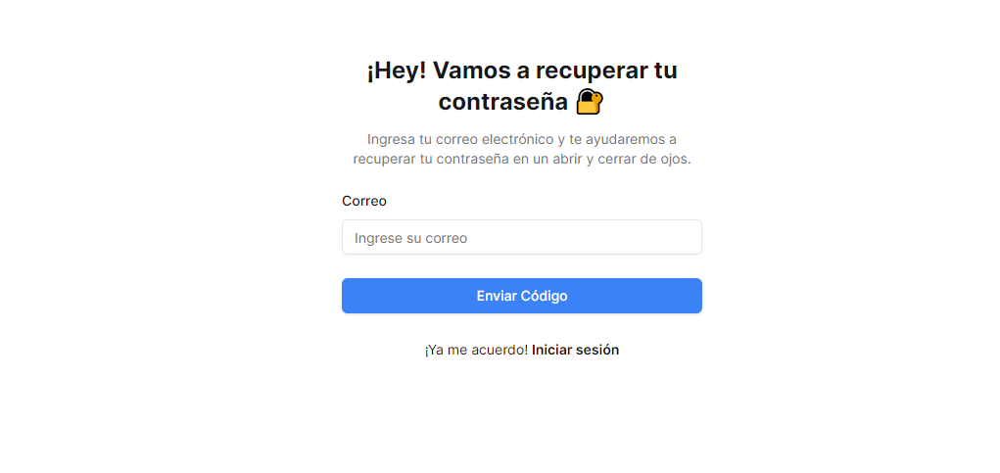 ¡Hey! Vamos a recuperar tu
contraseña 🔐
Ingresa tu correo electrónico y te ayudaremos a
recuperar tu contraseña en un abrir y cerrar de ojos.
Correo
Ingrese su correo
Enviar Código
¡Ya me acuerdo! Iniciar sesión